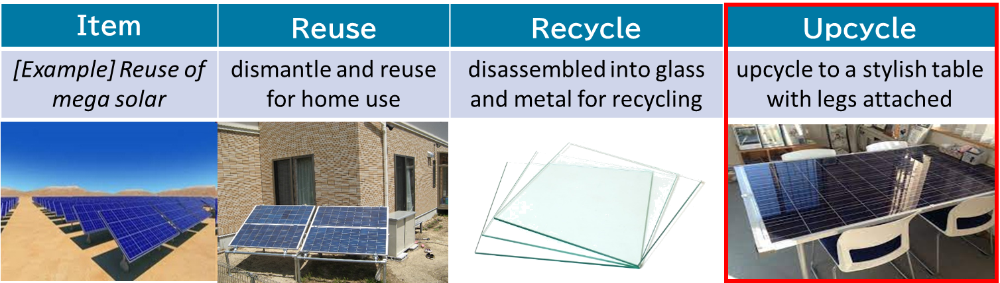 Item
Reuse
Recycle
Upcycle
[Example] Reuse of
mega solar
dismantle and reuse
for home use
disassembled into glass
and metal for recycling
upcycle to a stylish table
with legs attached